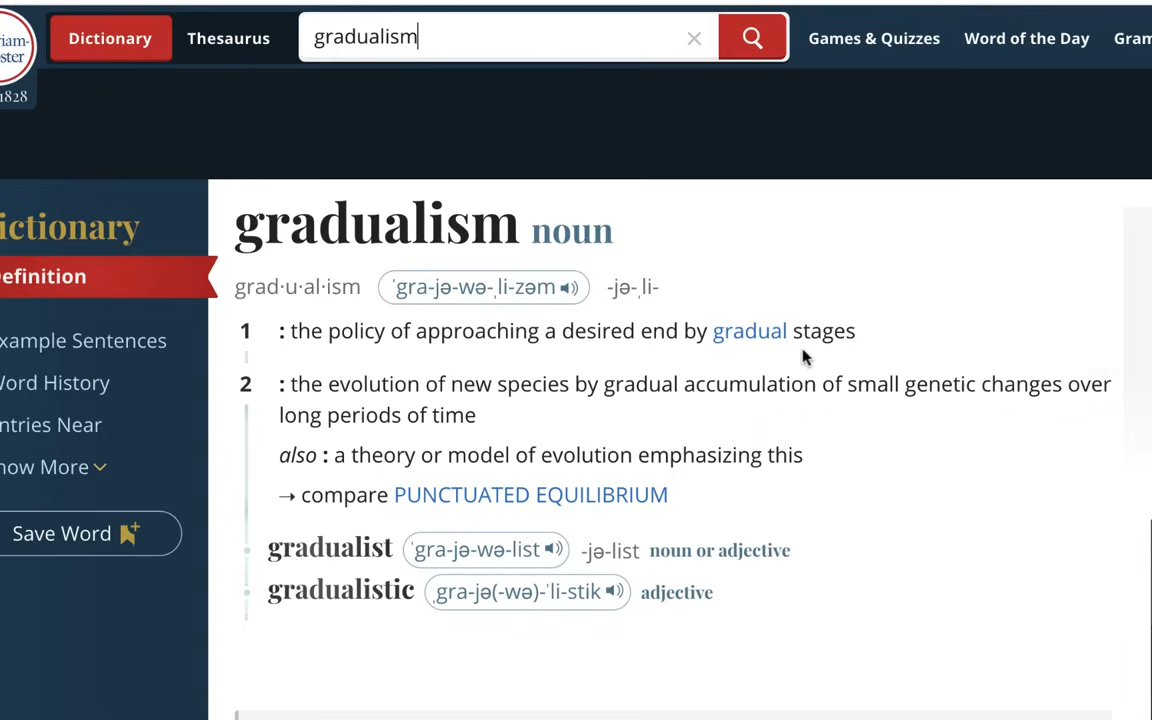 Dictionary Thesaurus gradualism Games & Quizzes Word of the Day Gram
riam-
ster
1828
ictionary
efinition
xample Sentences
Word History
ntries Near
how More
Save Word
gradualism noun
grad·u·al·ism ˈgra-jə-wə-ˌli-zəm -jə-ˌli-
1 : the policy of approaching a desired end by gradual stages
2 : the evolution of new species by gradual accumulation of small genetic changes over
long periods of time
also : a theory or model of evolution emphasizing this
→ compare PUNCTUATED EQUILIBRIUM
gradualist ˈgra-jə-wə-list -jə-list noun or adjective
gradualistic ˌgra-jə(-wə)-ˈli-stik adjective